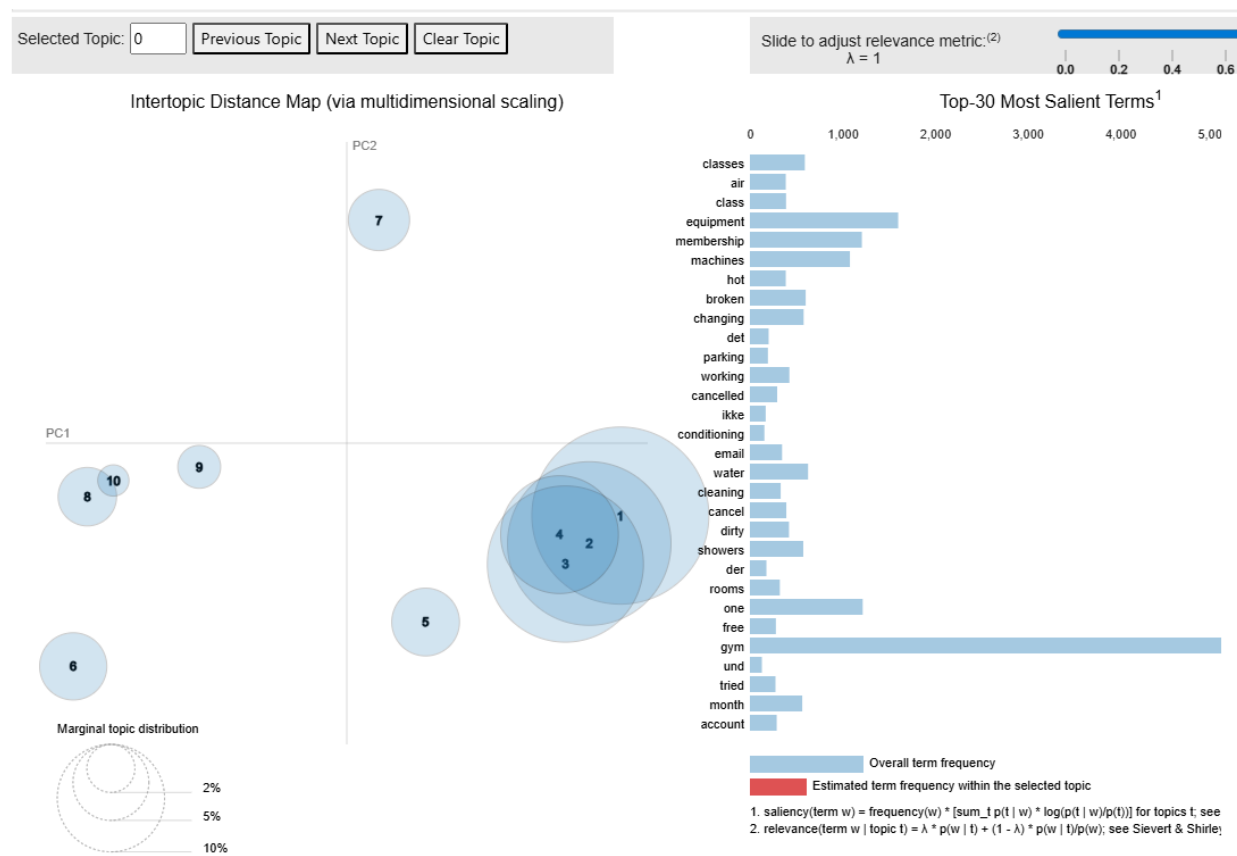 Selected Topic: 0 Previous Topic Next Topic Clear Topic
Slide to adjust relevance metric:(2)
λ = 1
0.0 0.2 0.4 0.6
Intertopic Distance Map (via multidimensional scaling)
PC2
PC1
7
9
10
8
1
4
2
3
5
6
Marginal topic distribution
2%
5%
10%
Top-30 Most Salient Terms1
0 1,000 2,000 3,000 4,000 5,00
classes
air
class
equipment
membership
machines
hot
broken
changing
det
parking
working
cancelled
ikke
conditioning
email
water
cleaning
cancel
dirty
showers
der
rooms
one
free
gym
und
tried
month
account
Overall term frequency
Estimated term frequency within the selected topic
1. saliency(term w) = frequency(w) * [sum_t p(t | w) * log(p(t | w)/p(t))] for topics t; see
2. relevance(term w | topic t) = λ * p(w | t) + (1 - λ) * p(w | t)/p(w); see Sievert & Shirley